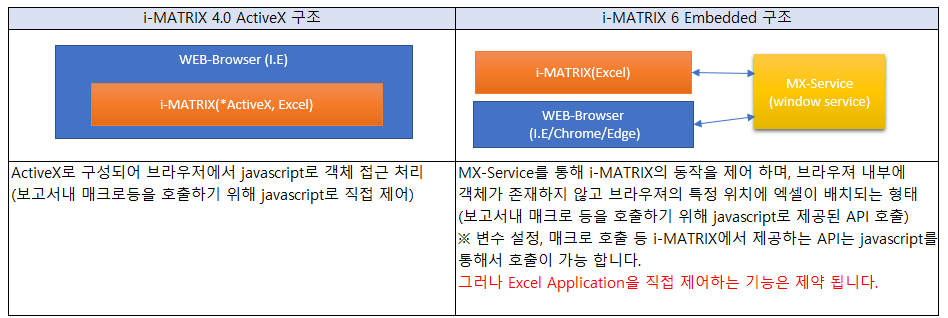 i-MATRIX 4.0 ActiveX 구조
i-MATRIX 6 Embedded 구조
WEB-Browser (I.E)
i-MATRIX(*ActiveX, Excel)
i-MATRIX(Excel)
WEB-Browser
(I.E/Chrome/Edge)
MX-Service
(window service)
ActiveX로 구성되어 브라우저에서 javascript로 객체 접근 처리
(보고서내 매크로등을 호출하기 위해 javascript로 직접 제어)
MX-Service를 통해 i-MATRIX의 동작을 제어 하며, 브라우져 내부에
객체가 존재하지 않고 브라우져의 특정 위치에 엑셀이 배치되는 형태
(보고서내 매크로 등을 호출하기 위해 javascript로 제공된 API 호출)
※ 변수 설정, 매크로 호출 등 i-MATRIX에서 제공하는 API는 javascript를
통해서 호출이 가능 합니다.
그러나 Excel Application을 직접 제어하는 기능은 제약 됩니다.